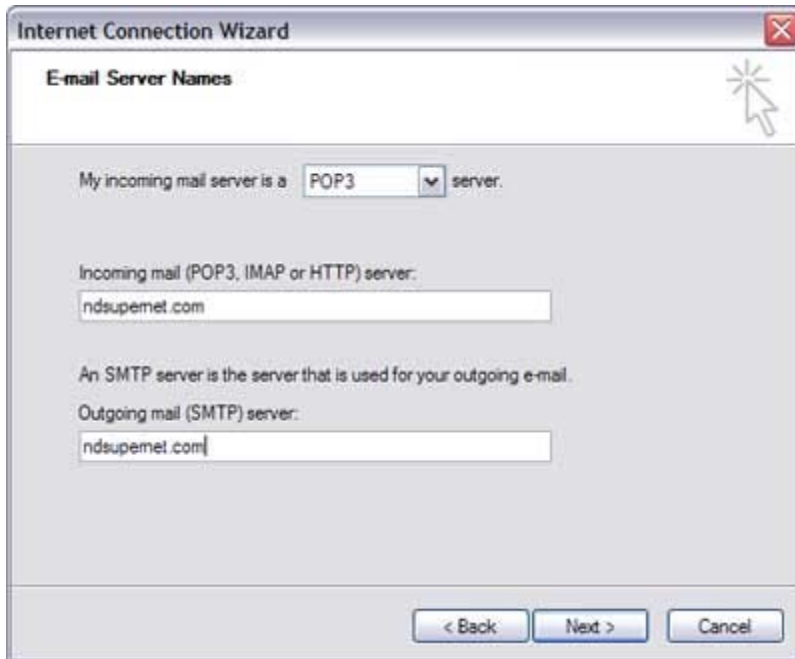 Internet Connection Wizard
E-mail Server Names
My incoming mail server is a POP3 server.
Incoming mail (POP3, IMAP or HTTP) server:
ndsupernet.com
An SMTP server is the server that is used for your outgoing e-mail.
Outgoing mail (SMTP) server:
ndsupernet.com
< Back Next > Cancel